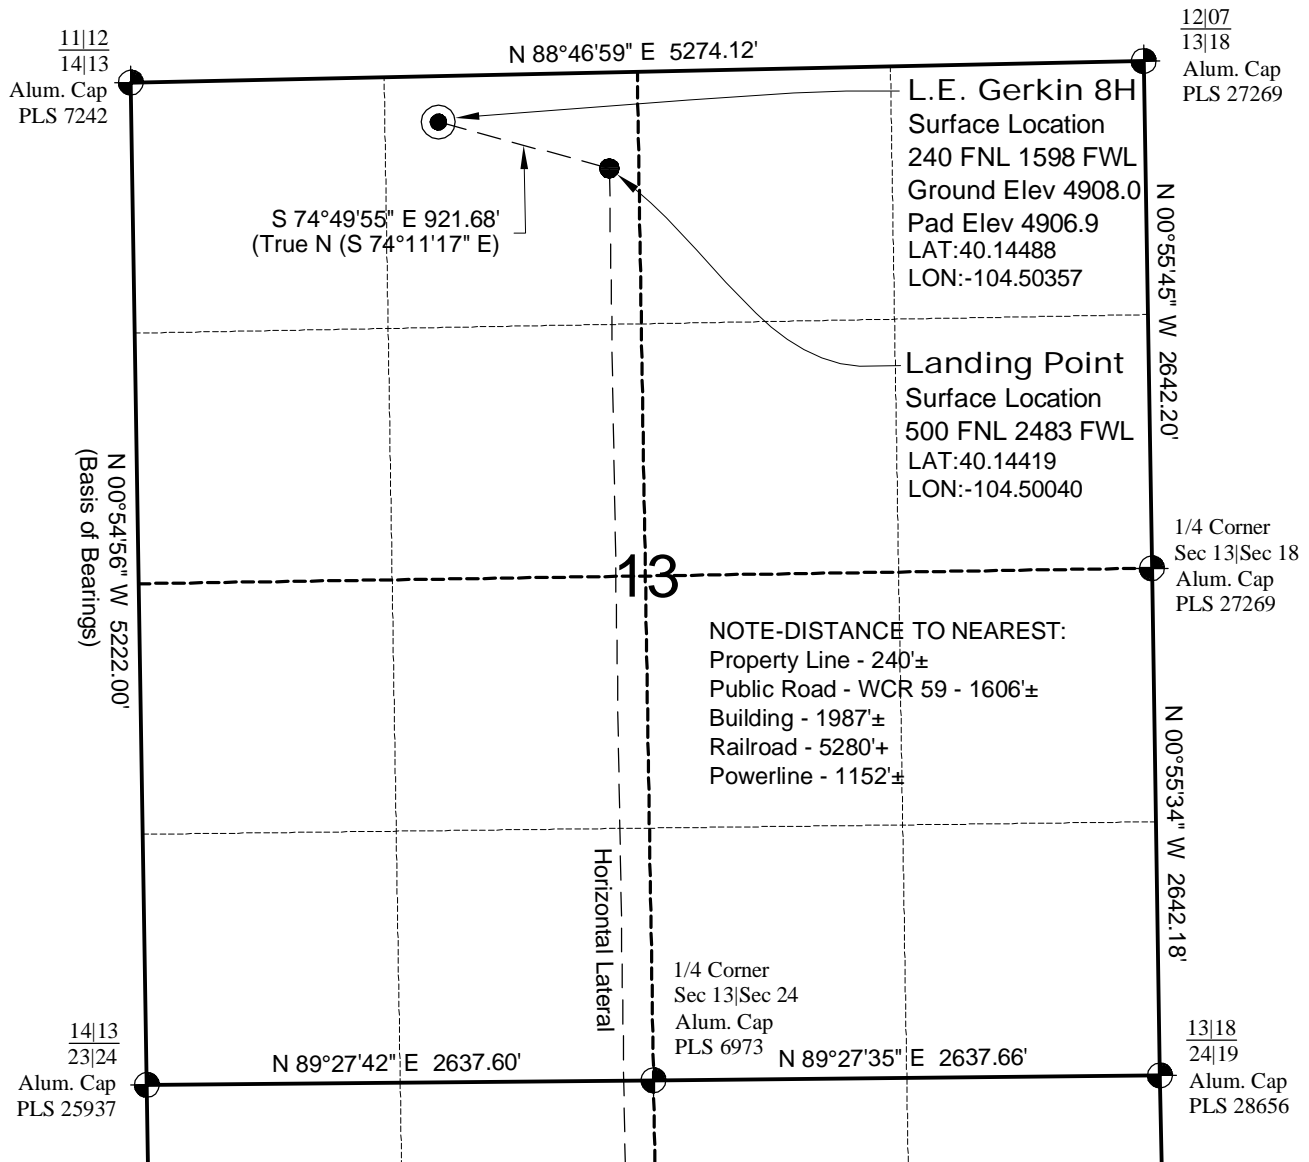 11|12
14|13
Alum. Cap
PLS 7242
N 88°46'59" E 5274.12'
12|07
13|18
Alum. Cap
PLS 27269
L.E. Gerkin 8H
Surface Location
240 FNL 1598 FWL
Ground Elev 4908.0
Pad Elev 4906.9
LAT:40.14488
LON:-104.50357
S 74°49'55" E 921.68'
(True N (S 74°11'17" E)
N 00°55'45" W 2642.20'
Landing Point
Surface Location
500 FNL 2483 FWL
LAT:40.14419
LON:-104.50040
N 00°54'56" W 5222.00'
(Basis of Bearings)
13
1/4 Corner
Sec 13|Sec 18
Alum. Cap
PLS 27269
NOTE-DISTANCE TO NEAREST:
Property Line - 240'±
Public Road - WCR 59 - 1606'±
Building - 1987'±
Railroad - 5280'+
Powerline - 1152'±
N 00°55'34" W 2642.18'
Horizontal Lateral
1/4 Corner
Sec 13|Sec 24
Alum. Cap
PLS 6973
14|13
23|24
Alum. Cap
PLS 25937
N 89°27'42" E 2637.60'
N 89°27'35" E 2637.66'
13|18
24|19
Alum. Cap
PLS 28656